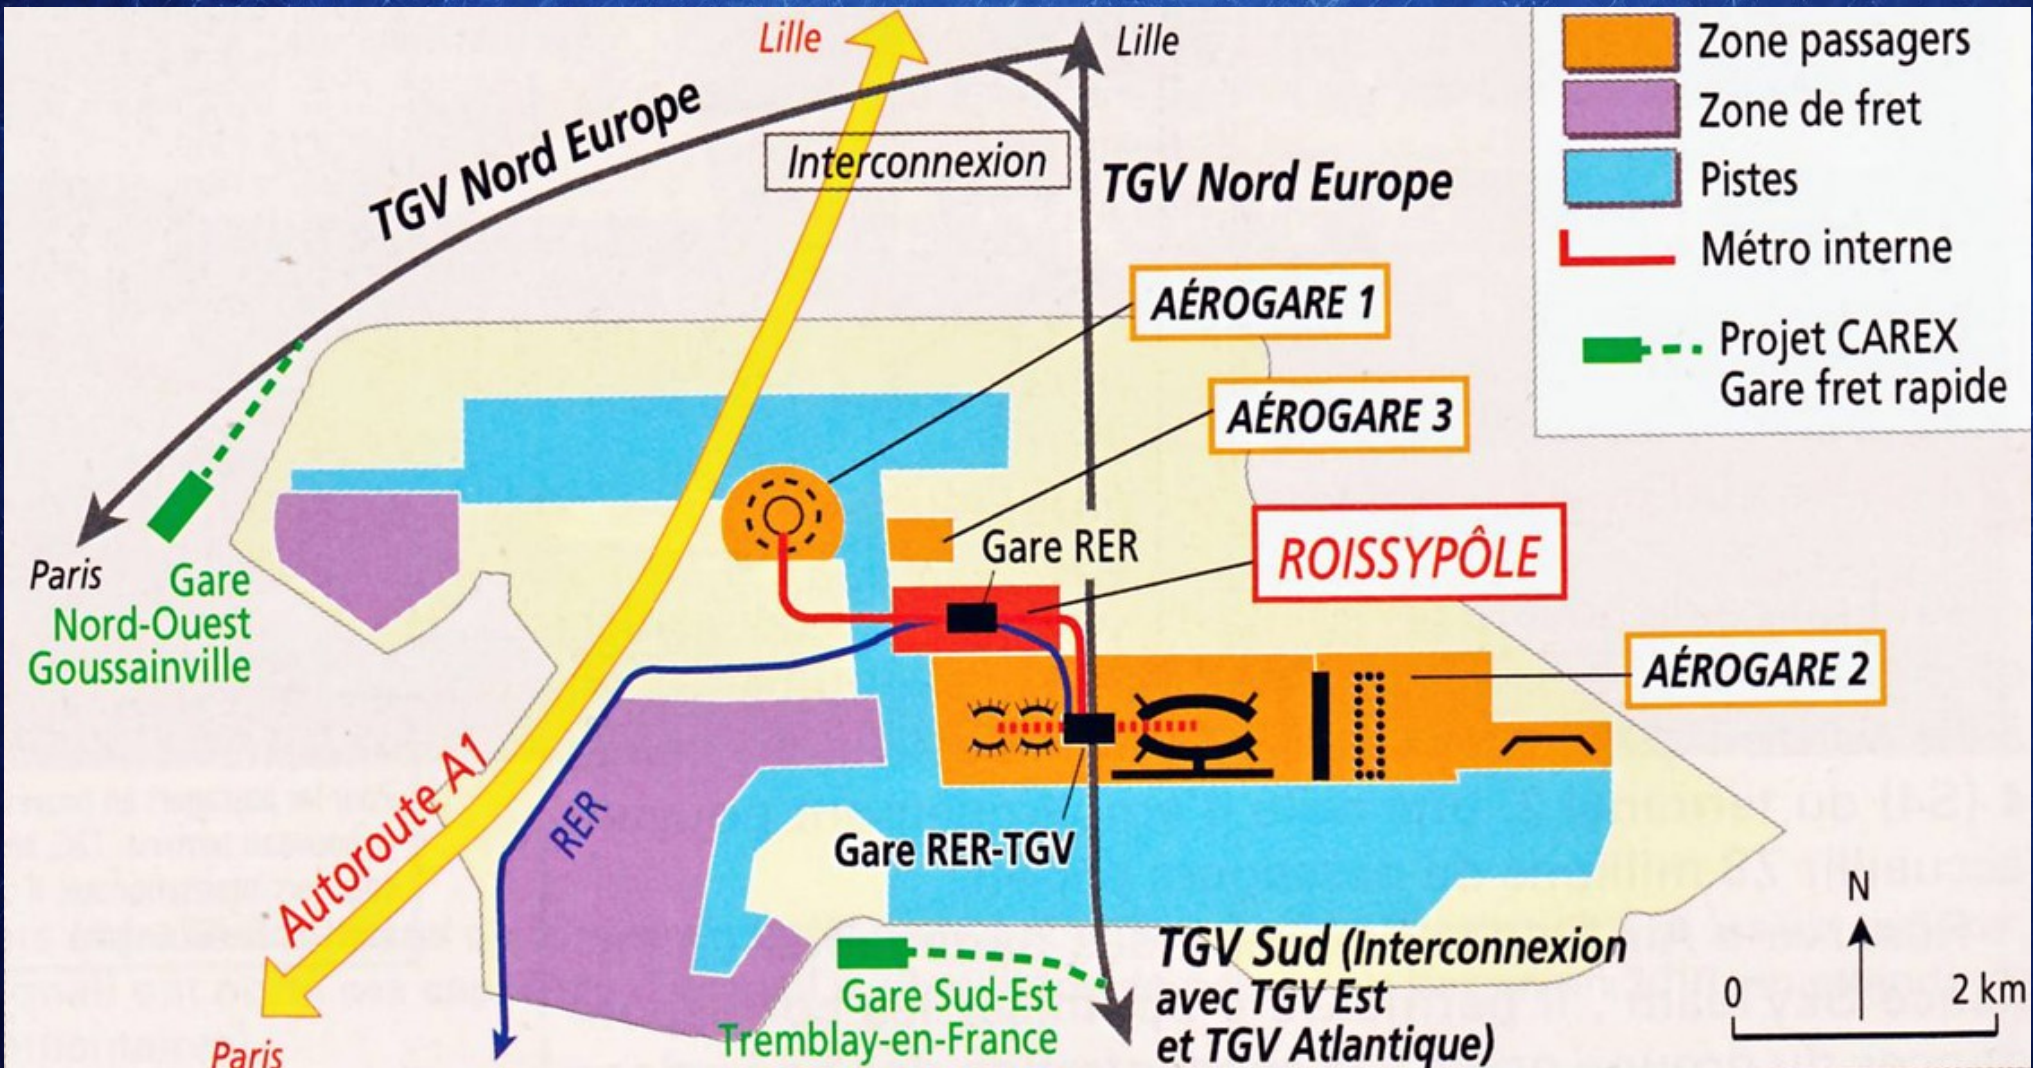 Lille
Lille
TGV Nord Europe
Interconnexion
TGV Nord Europe
Zone passagers
Zone de fret
Pistes
Métro interne
Projet CAREX
Gare fret rapide
AÉROGARE 1
AÉROGARE 3
Gare RER
ROISSYPÔLE
AÉROGARE 2
Paris
Gare
Nord-Ouest
Goussainville
Autoroute A1
RER
Gare RER-TGV
Paris
Gare Sud-Est
Tremblay-en-France
TGV Sud (Interconnexion
avec TGV Est
et TGV Atlantique)
N
0 2 km